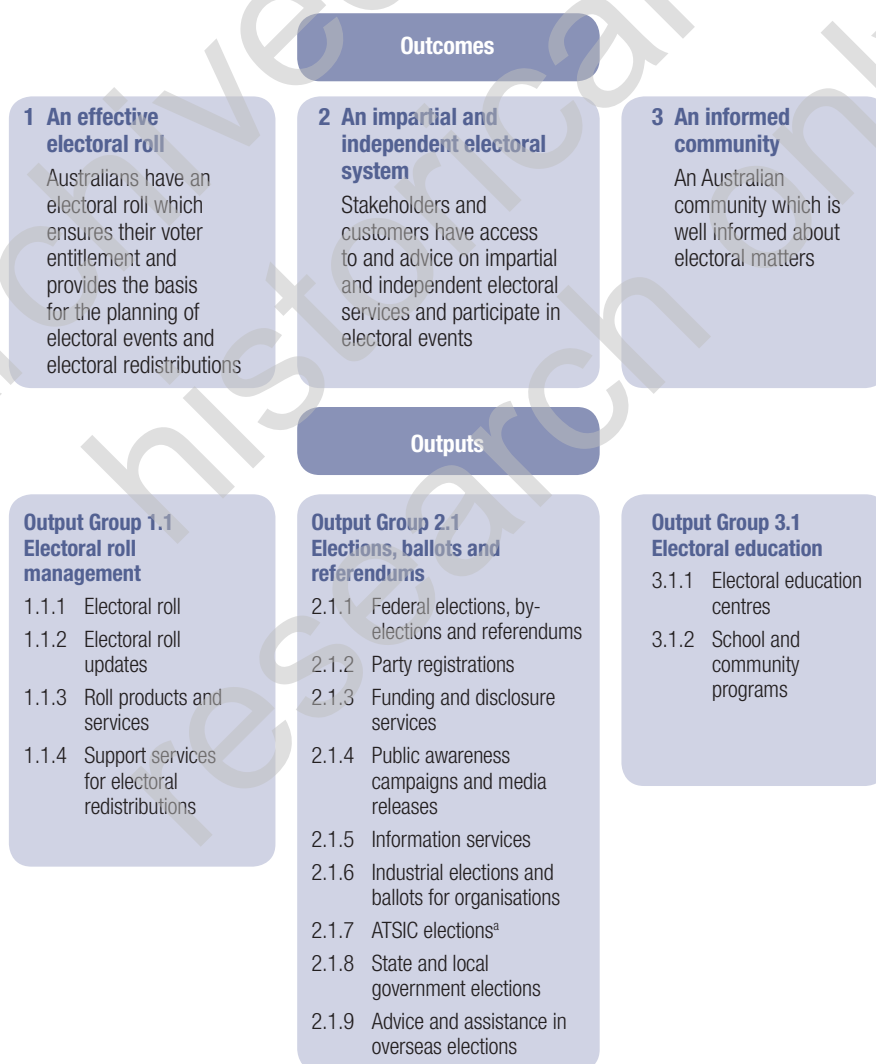 Outcomes
1 An effective
electoral roll
Australians have an
electoral roll which
ensures their voter
entitlement and
provides the basis
for the planning of
electoral events and
electoral redistributions
2 An impartial and
independent electoral
system
Stakeholders and
customers have access
to and advice on impartial
and independent electoral
services and participate in
electoral events
3 An informed
community
An Australian
community which is
well informed about
electoral matters
Outputs
Output Group 1.1
Electoral roll
management
1.1.1 Electoral roll
1.1.2 Electoral roll
updates
1.1.3 Roll products and
services
1.1.4 Support services
for electoral
redistributions
Output Group 2.1
Elections, ballots and
referendums
2.1.1 Federal elections, by-
elections and referendums
2.1.2 Party registrations
2.1.3 Funding and disclosure
services
2.1.4 Public awareness
campaigns and media
releases
2.1.5 Information services
2.1.6 Industrial elections and
ballots for organisations
2.1.7 ATSIC electionsᵃ
2.1.8 State and local
government elections
2.1.9 Advice and assistance in
overseas elections
Output Group 3.1
Electoral education
3.1.1 Electoral education
centres
3.1.2 School and
community
programs
archived
historical
research only